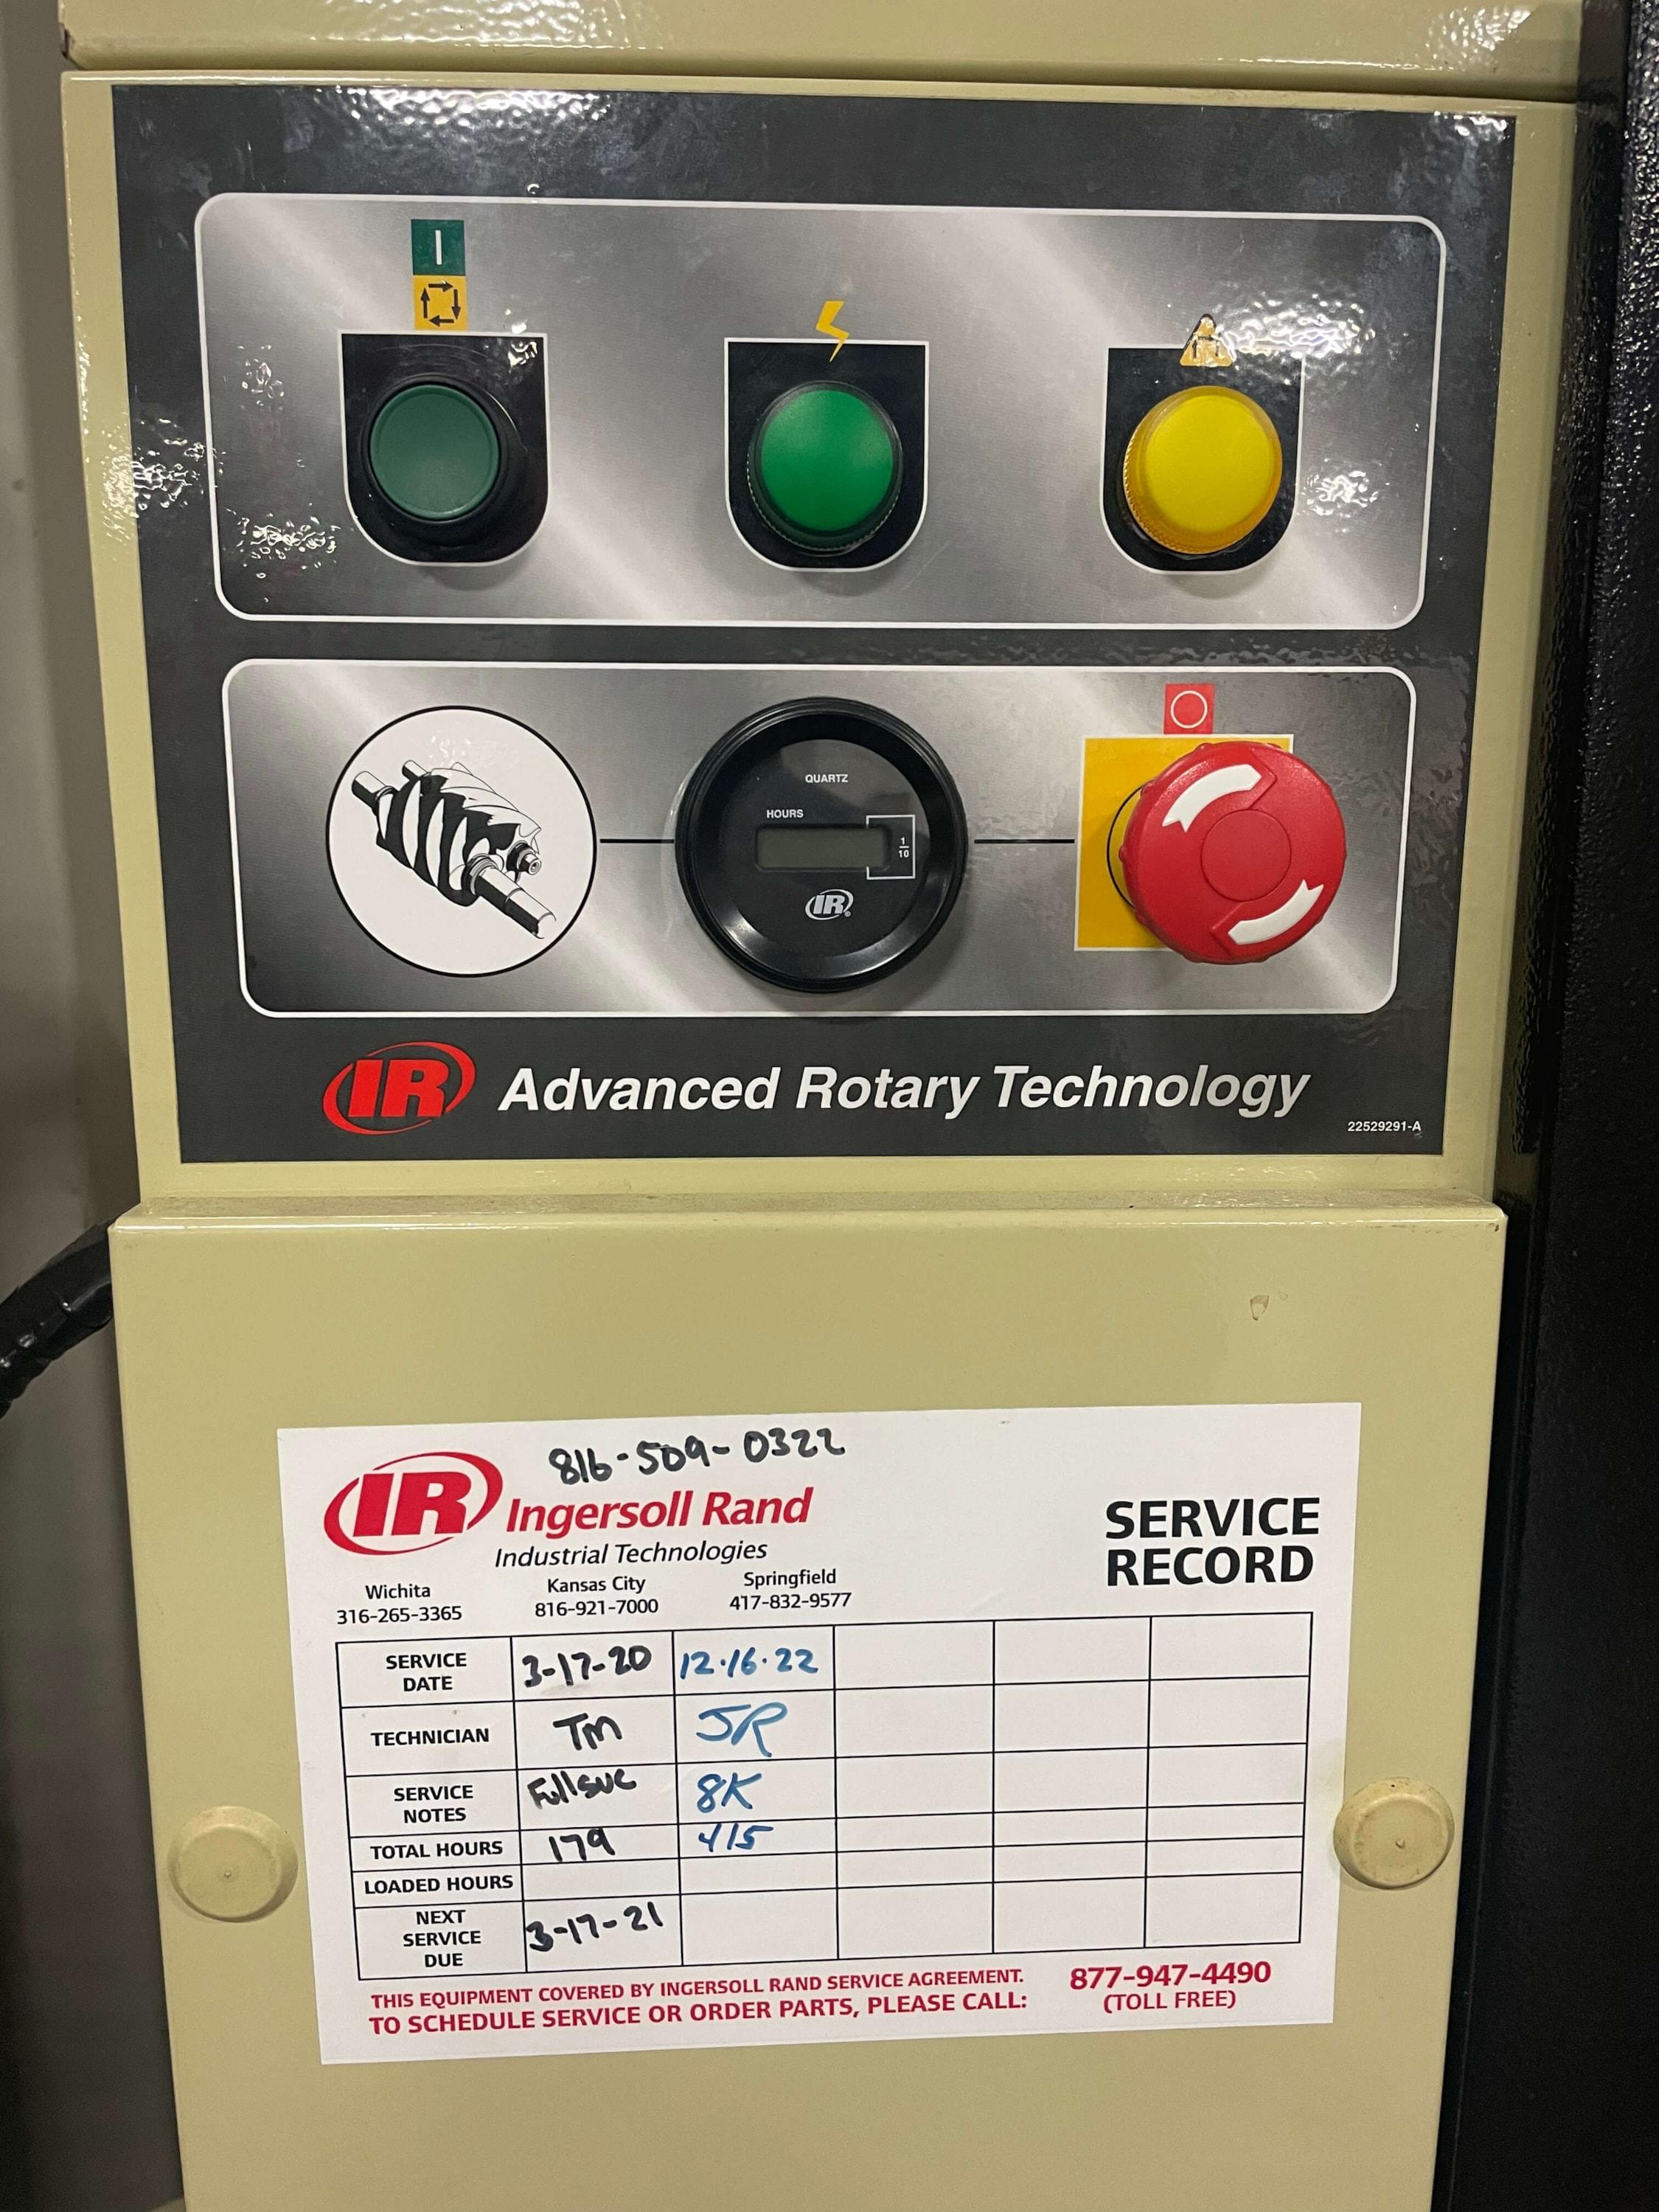 I
QUARTZ
HOURS
1
10
IR
IR Advanced Rotary Technology
22529291-A
816-509-0322
IR Ingersoll Rand
Industrial Technologies
SERVICE
RECORD
Wichita Kansas City Springfield
316-265-3365 816-921-7000 417-832-9577
SERVICE DATE 3-17-20 12.16.22
TECHNICIAN TM JR
SERVICE NOTES Full svc 8K
TOTAL HOURS 179 415
LOADED HOURS
NEXT SERVICE DUE 3-17-21
THIS EQUIPMENT COVERED BY INGERSOLL RAND SERVICE AGREEMENT.
TO SCHEDULE SERVICE OR ORDER PARTS, PLEASE CALL:
877-947-4490
(TOLL FREE)